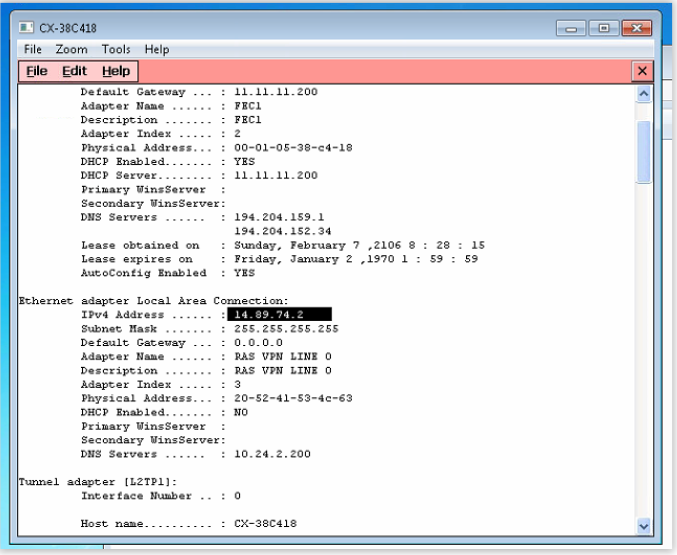 CX-38C418
File Zoom Tools Help
File Edit Help
Default Gateway ... : 11.11.11.200
Adapter Name ...... : FEC1
Description ....... : FEC1
Adapter Index ..... : 2
Physical Address... : 00-01-05-38-c4-18
DHCP Enabled....... : YES
DHCP Server........ : 11.11.11.200
Primary WinsServer :
Secondary WinsServer:
DNS Servers ...... : 194.204.159.1
194.204.152.34
Lease obtained on : Sunday, February 7 ,2106 8 : 28 : 15
Lease expires on : Friday, January 2 ,1970 1 : 59 : 59
AutoConfig Enabled : YES
Ethernet adapter Local Area Connection:
IPv4 Address ...... : 14.89.74.2
Subnet Mask ....... : 255.255.255.255
Default Gateway ... : 0.0.0.0
Adapter Name ...... : RAS VPN LINE 0
Description ....... : RAS VPN LINE 0
Adapter Index ..... : 3
Physical Address... : 20-52-41-53-4c-63
DHCP Enabled....... : NO
Primary WinsServer :
Secondary WinsServer:
DNS Servers ...... : 10.24.2.200
Tunnel adapter [L2TP1]:
Interface Number .. : 0
Host name.......... : CX-38C418